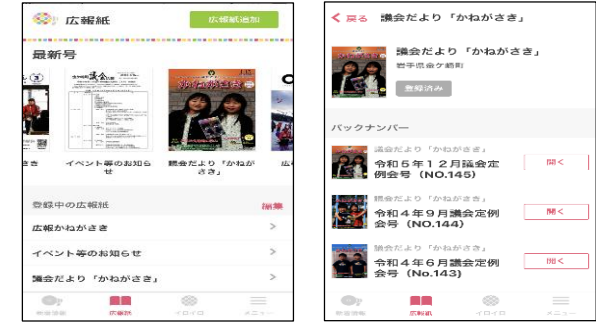 広報紙
広報紙追加
最新号
イベント等のお知らせ
議会だより「かねがさき」
登録中の広報紙
編集
広報かねがさき
イベント等のお知らせ
議会だより「かねがさき」
広報紙
イロイロ
メニュー
戻る
議会だより「かねがさき」
議会だより「かねがさき」
岩手県金ケ崎町
登録済み
バックナンバー
議会だより「かねがさき」
令和5年12月議会定
例会号（NO.145）
開く
議会だより「かねがさき」
令和4年9月議会定例
会号（NO.144）
開く
議会だより「かねがさき」
令和4年6月議会定例
会号（No.143）
開く
広報紙
イロイロ
メニュー